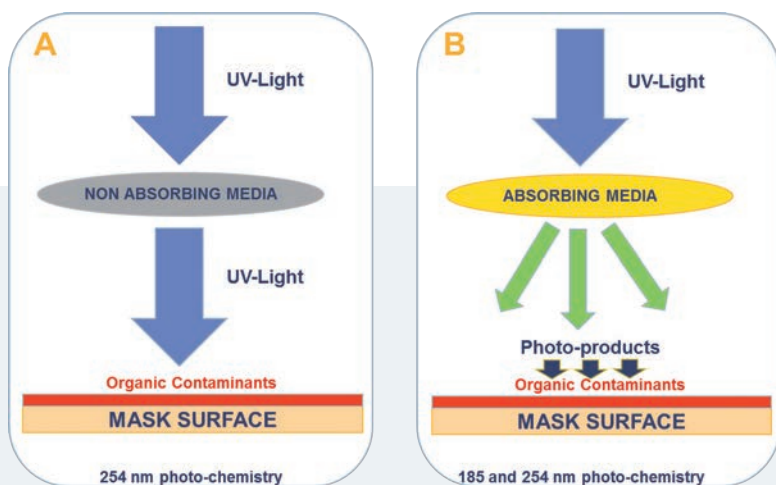 A
UV-Light
NON ABSORBING MEDIA
UV-Light
Organic Contaminants
MASK SURFACE
254 nm photo-chemistry
B
UV-Light
ABSORBING MEDIA
Photo-products
Organic Contaminants
MASK SURFACE
185 and 254 nm photo-chemistry